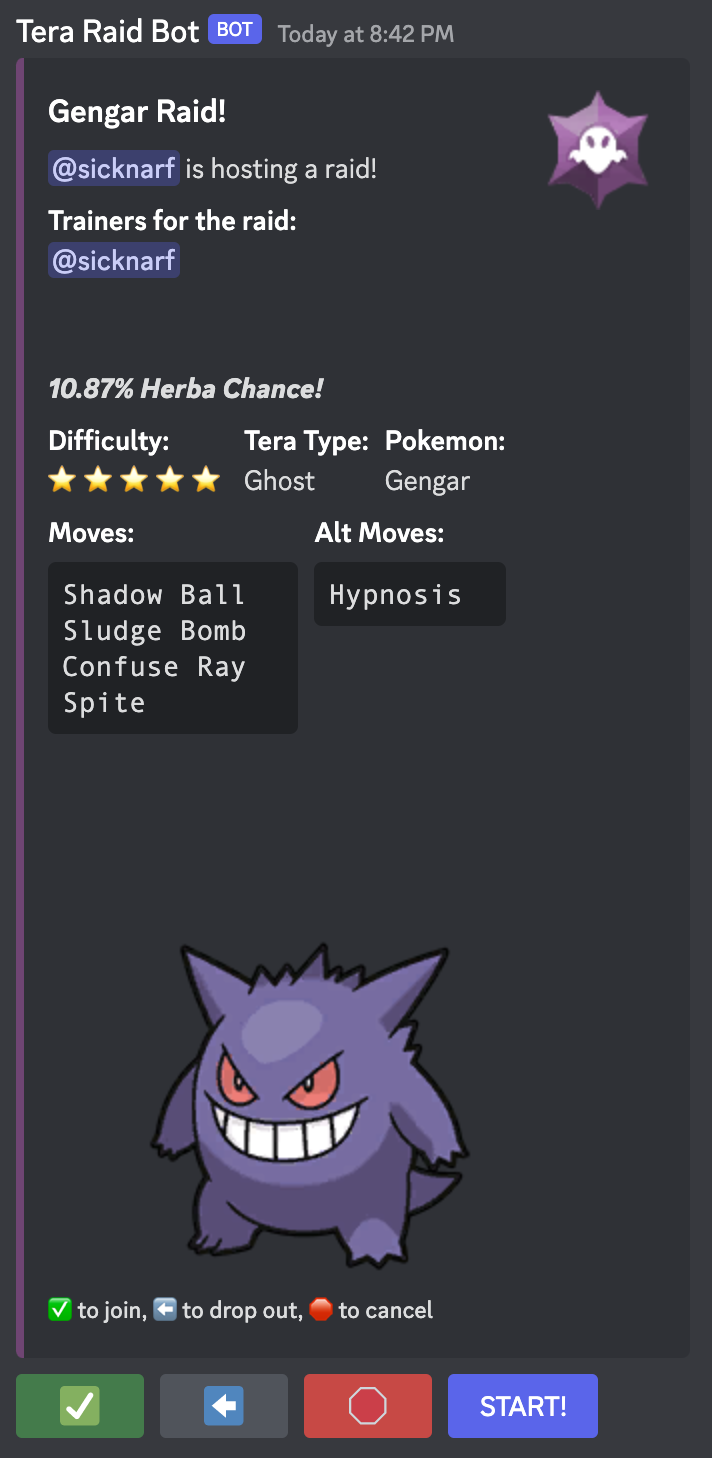 Tera Raid Bot BOT Today at 8:42 PM
Gengar Raid!
@sicknarf is hosting a raid!
Trainers for the raid:
@sicknarf
10.87% Herba Chance!
Difficulty: Tera Type: Pokemon:
⭐⭐⭐⭐⭐ Ghost Gengar
Moves: Alt Moves:
Shadow Ball Hypnosis
Sludge Bomb
Confuse Ray
Spite
✅ to join, ⬅️ to drop out, 🛑 to cancel
START!